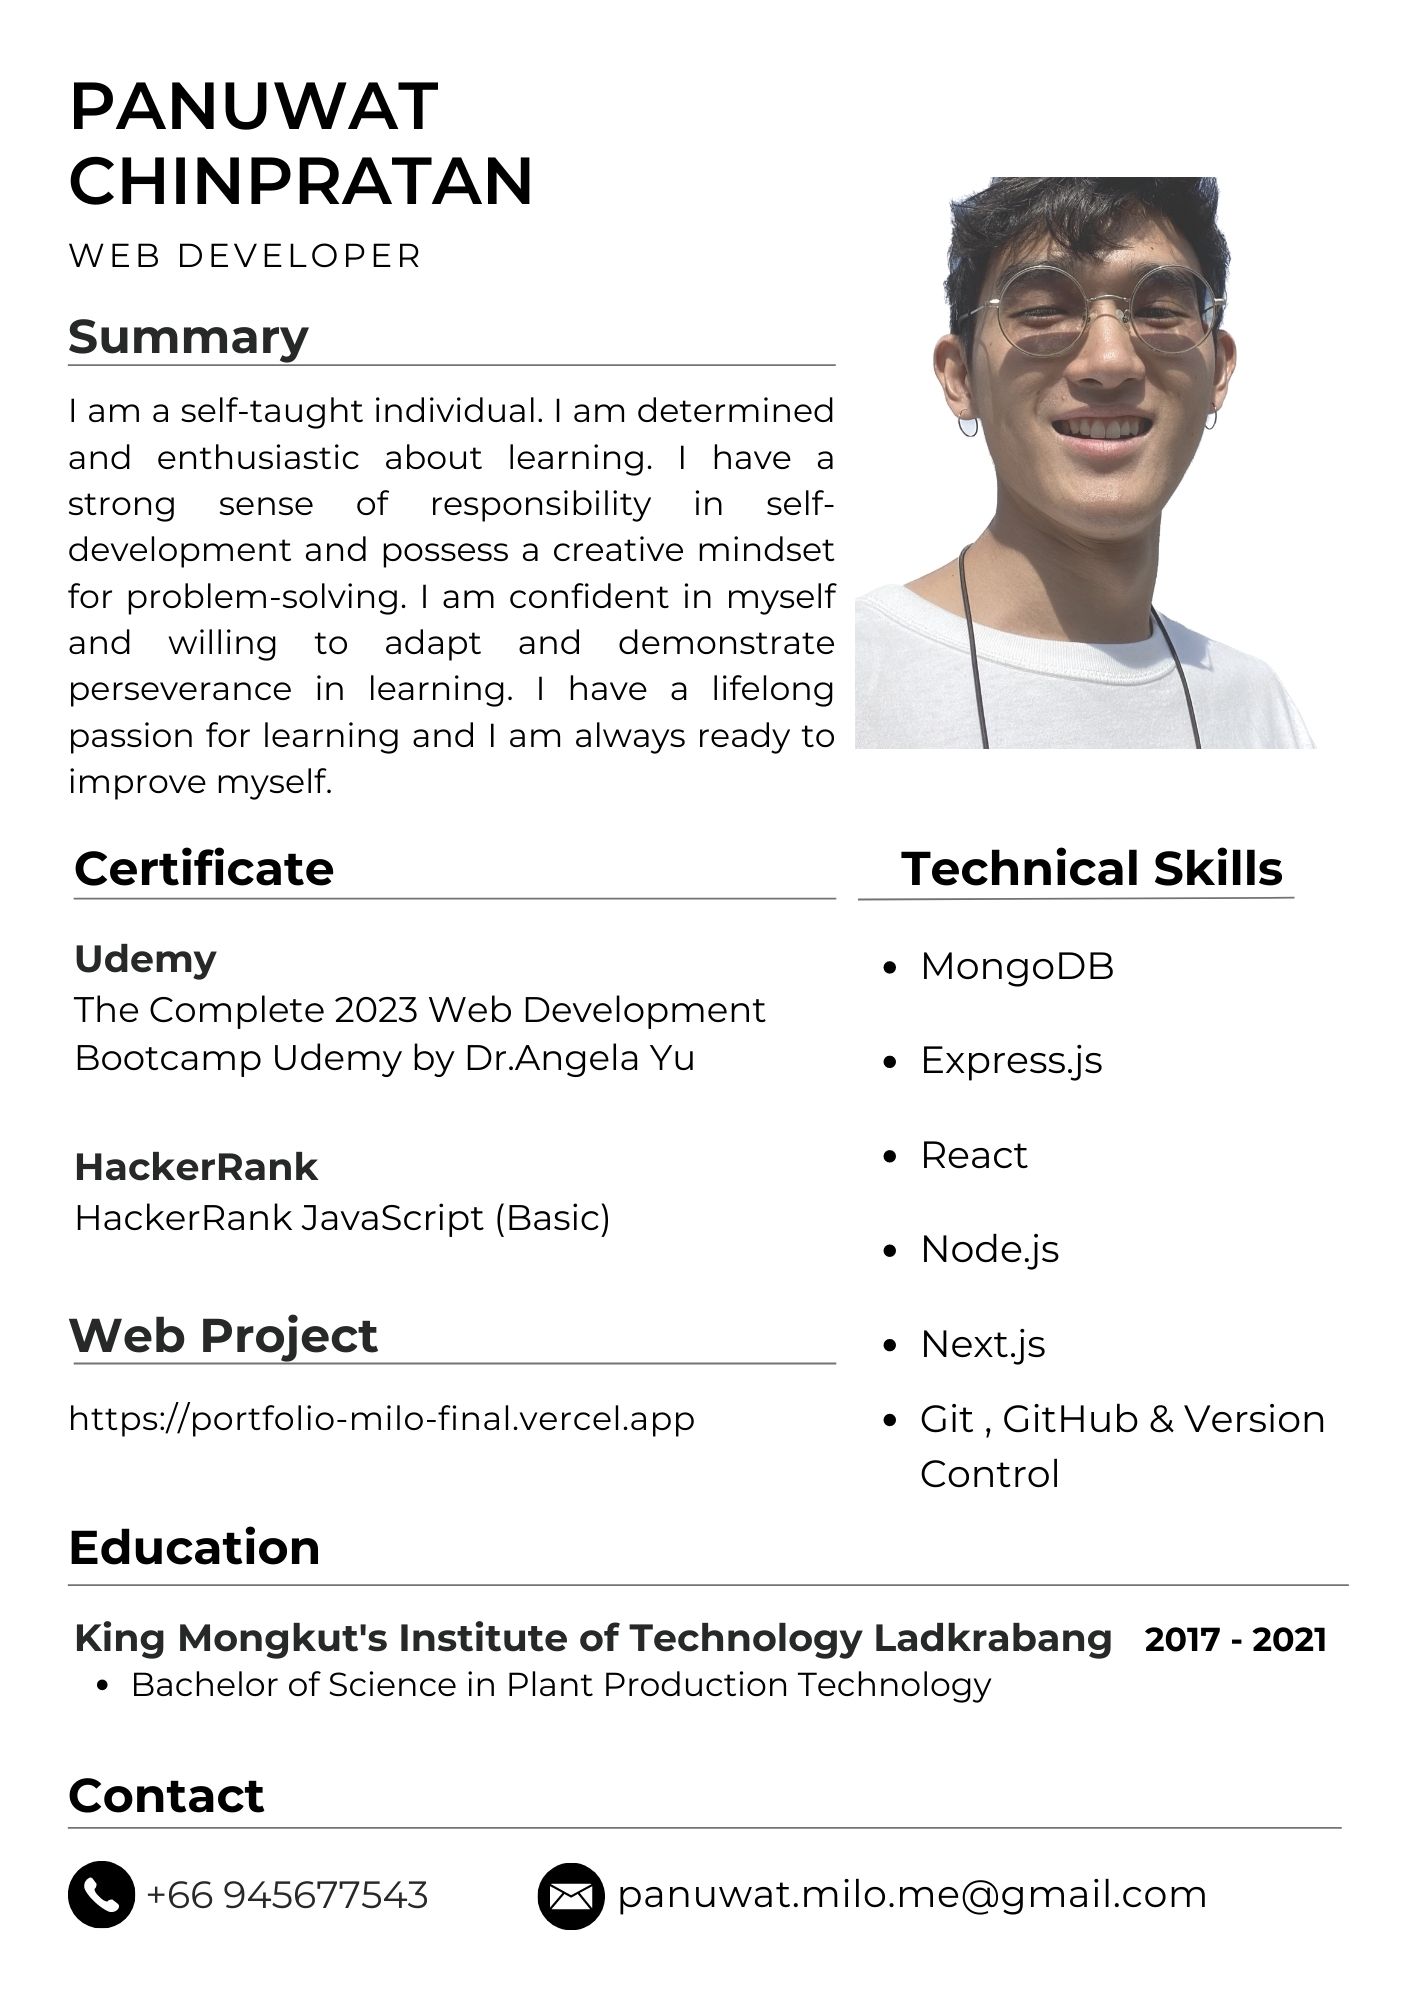 PANUWAT
CHINPRATAN
WEB DEVELOPER
Summary
I am a self-taught individual. I am determined
and enthusiastic about learning. I have a
strong sense of responsibility in self-
development and possess a creative mindset
for problem-solving. I am confident in myself
and willing to adapt and demonstrate
perseverance in learning. I have a lifelong
passion for learning and I am always ready to
improve myself.
Certificate
Udemy
The Complete 2023 Web Development
Bootcamp Udemy by Dr.Angela Yu
HackerRank
HackerRank JavaScript (Basic)
Web Project
https://portfolio-milo-final.vercel.app
Technical Skills
• MongoDB
• Express.js
• React
• Node.js
• Next.js
• Git , GitHub & Version
Control
Education
King Mongkut's Institute of Technology Ladkrabang 2017 - 2021
• Bachelor of Science in Plant Production Technology
Contact
+66 945677543
panuwat.milo.me@gmail.com